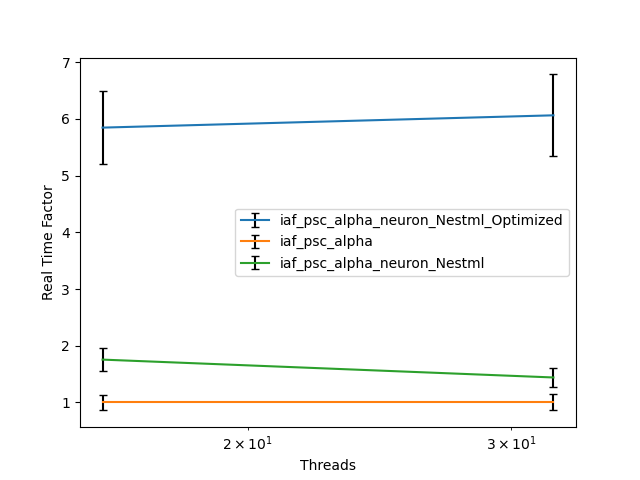 7
6
5
4
3
2
1
Real Time Factor
iaf_psc_alpha_neuron_Nestml_Optimized
iaf_psc_alpha
iaf_psc_alpha_neuron_Nestml
2 × 10¹
3 × 10¹
Threads